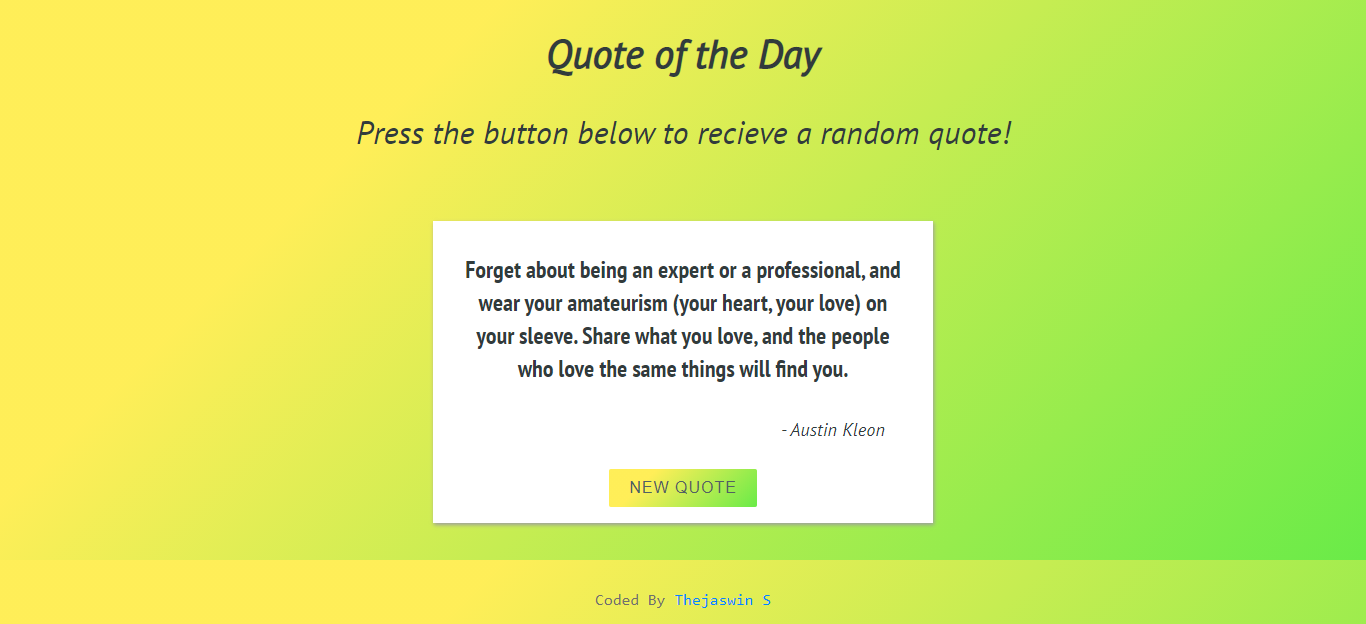 Quote of the Day
Press the button below to recieve a random quote!
Forget about being an expert or a professional, and
wear your amateurism (your heart, your love) on
your sleeve. Share what you love, and the people
who love the same things will find you.
- Austin Kleon
NEW QUOTE
Coded By Thejaswin S